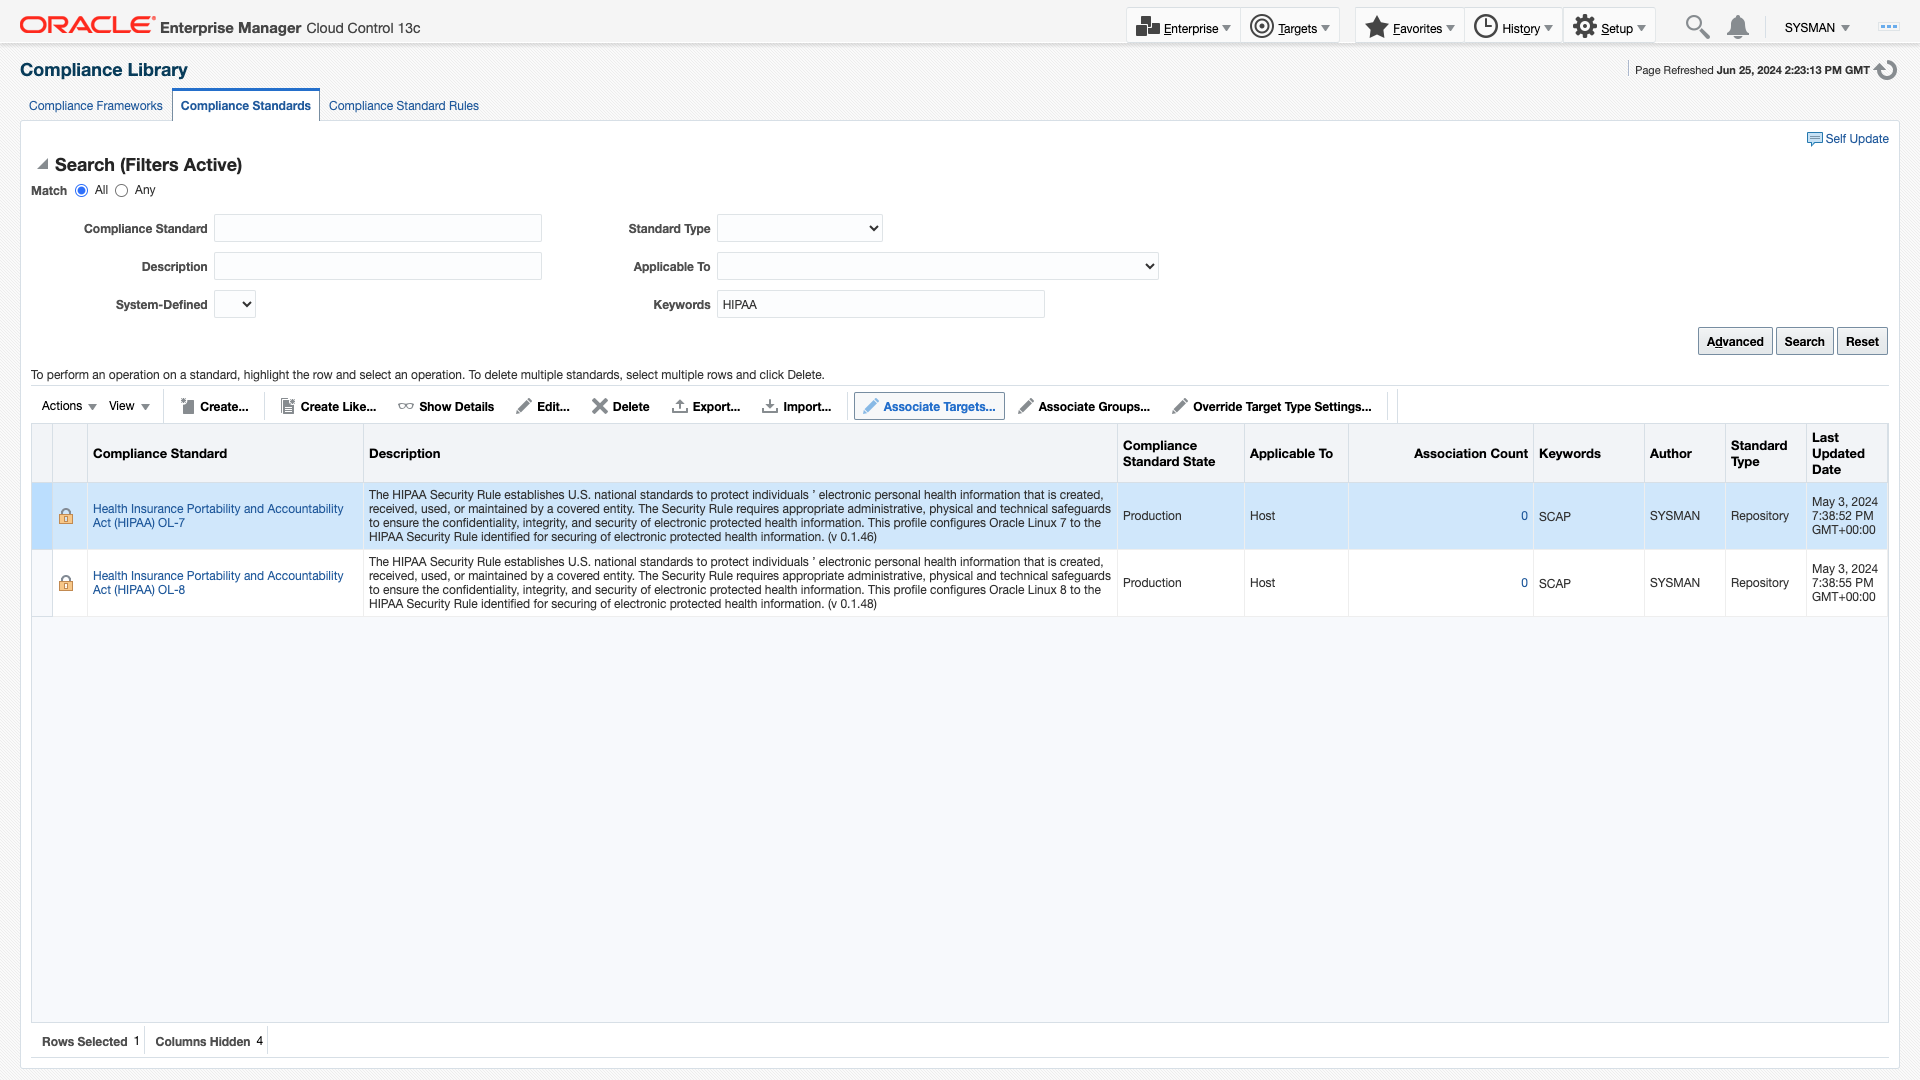 ORACLE Enterprise Manager Cloud Control 13c
Enterprise
Targets
Favorites
History
Setup
SYSMAN
Compliance Library
Page Refreshed Jun 25, 2024 2:23:13 PM GMT
Compliance Frameworks
Compliance Standards
Compliance Standard Rules
Self Update
Search (Filters Active)
Match All Any
Compliance Standard
Standard Type
Description
Applicable To
System-Defined
Keywords HIPAA
Advanced
Search
Reset
To perform an operation on a standard, highlight the row and select an operation. To delete multiple standards, select multiple rows and click Delete.
Actions
View
Create...
Create Like...
Show Details
Edit...
Delete
Export...
Import...
Associate Targets...
Associate Groups...
Override Target Type Settings...
Compliance Standard
Description
Compliance
Standard State
Applicable To
Association Count
Keywords
Author
Standard
Type
Last
Updated
Date
Health Insurance Portability and Accountability
Act (HIPAA) OL-7
The HIPAA Security Rule establishes U.S. national standards to protect individuals ’ electronic personal health information that is created,
received, used, or maintained by a covered entity. The Security Rule requires appropriate administrative, physical and technical safeguards
to ensure the confidentiality, integrity, and security of electronic protected health information. This profile configures Oracle Linux 7 to the
HIPAA Security Rule identified for securing of electronic protected health information. (v 0.1.46)
Production
Host
0
SCAP
SYSMAN
Repository
May 3, 2024
7:38:52 PM
GMT+00:00
Health Insurance Portability and Accountability
Act (HIPAA) OL-8
The HIPAA Security Rule establishes U.S. national standards to protect individuals ’ electronic personal health information that is created,
received, used, or maintained by a covered entity. The Security Rule requires appropriate administrative, physical and technical safeguards
to ensure the confidentiality, integrity, and security of electronic protected health information. This profile configures Oracle Linux 8 to the
HIPAA Security Rule identified for securing of electronic protected health information. (v 0.1.48)
Production
Host
0
SCAP
SYSMAN
Repository
May 3, 2024
7:38:55 PM
GMT+00:00
Rows Selected 1
Columns Hidden 4